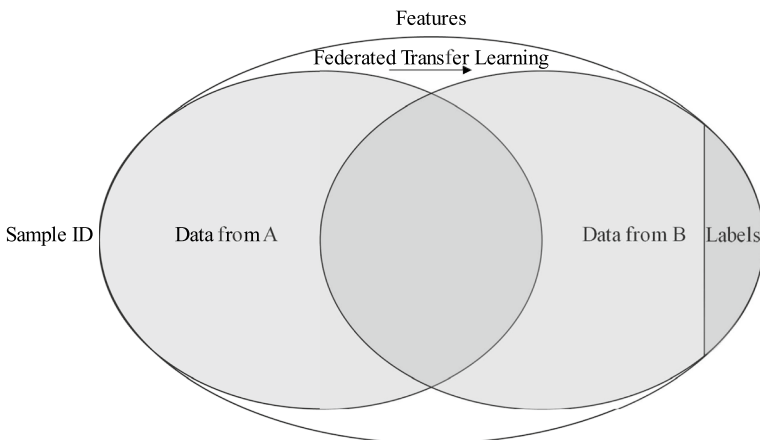 Features
Federated Transfer Learning
Sample ID
Data from A
Data from B
Labels